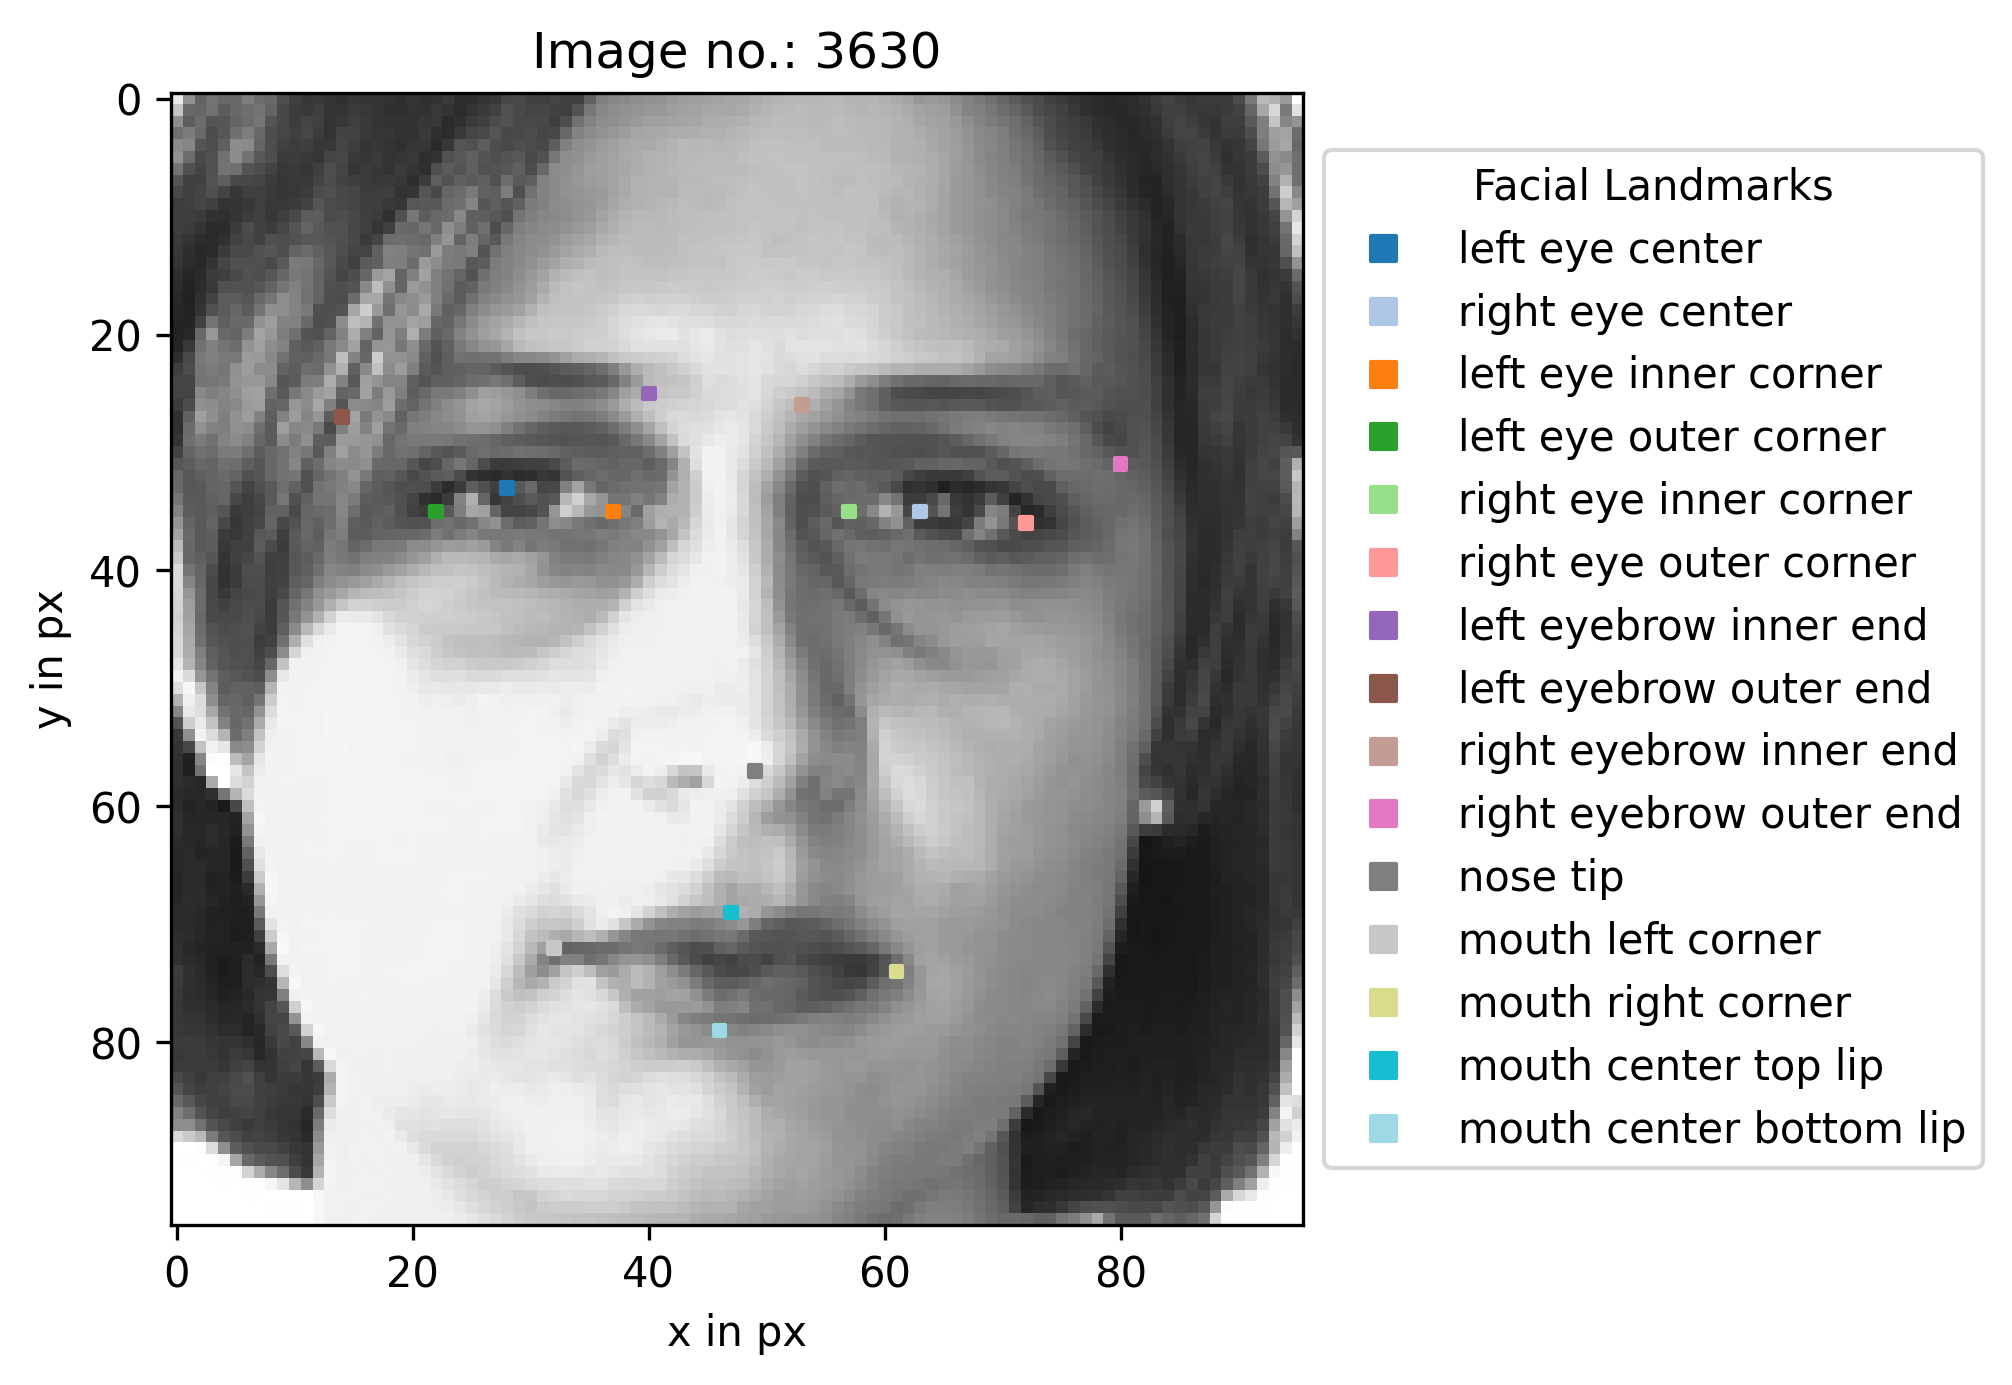 Image no.: 3630
0
20
40
60
80
y in px
0 20 40 60 80
x in px
Facial Landmarks
left eye center
right eye center
left eye inner corner
left eye outer corner
right eye inner corner
right eye outer corner
left eyebrow inner end
left eyebrow outer end
right eyebrow inner end
right eyebrow outer end
nose tip
mouth left corner
mouth right corner
mouth center top lip
mouth center bottom lip